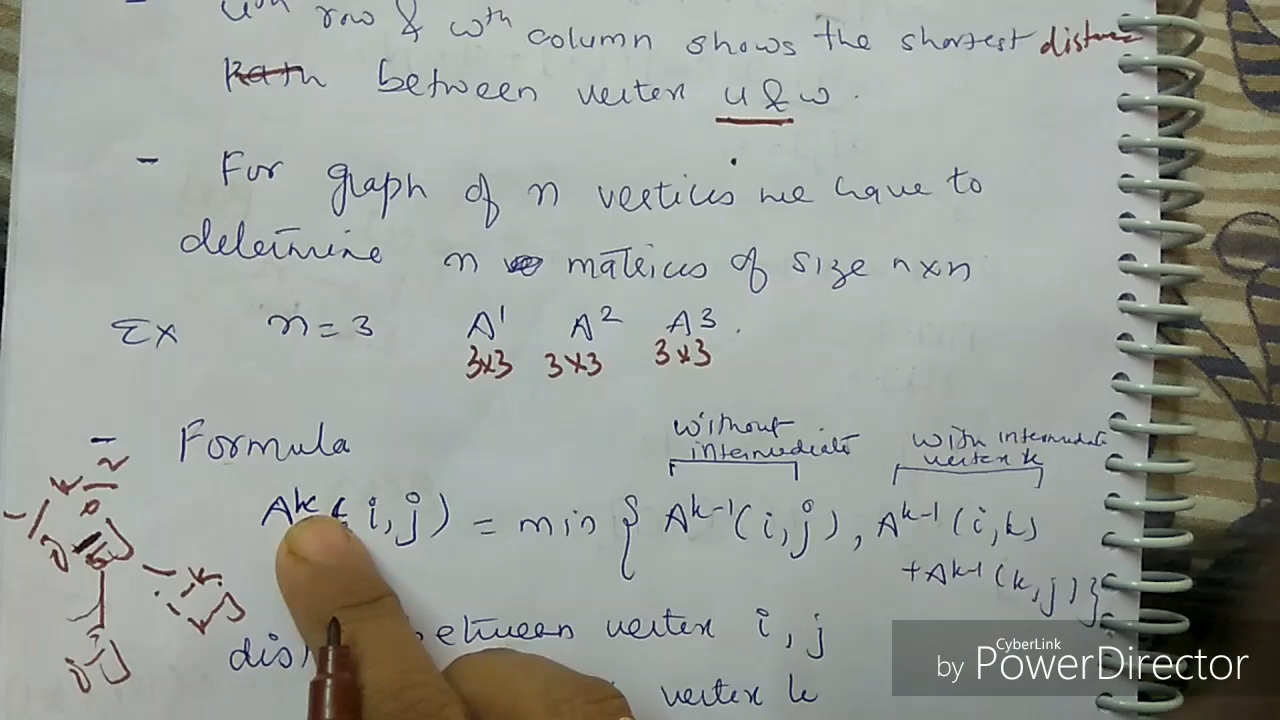 row & wth column shows the shortest distance
Path between vertex u & w.
- For graph of n vertices we have to
determine n matrices of size n×n
Ex n = 3 A¹ A² A³.
3×3 3×3 3×3
without intermediate
with intermediate vertex k
- Formula
Aᵏ(i,j) = min { Aᵏ⁻¹(i,j), Aᵏ⁻¹(i,k)
+Aᵏ⁻¹(k,j)}
between vertex i, j
vertex k
CyberLink
by PowerDirector